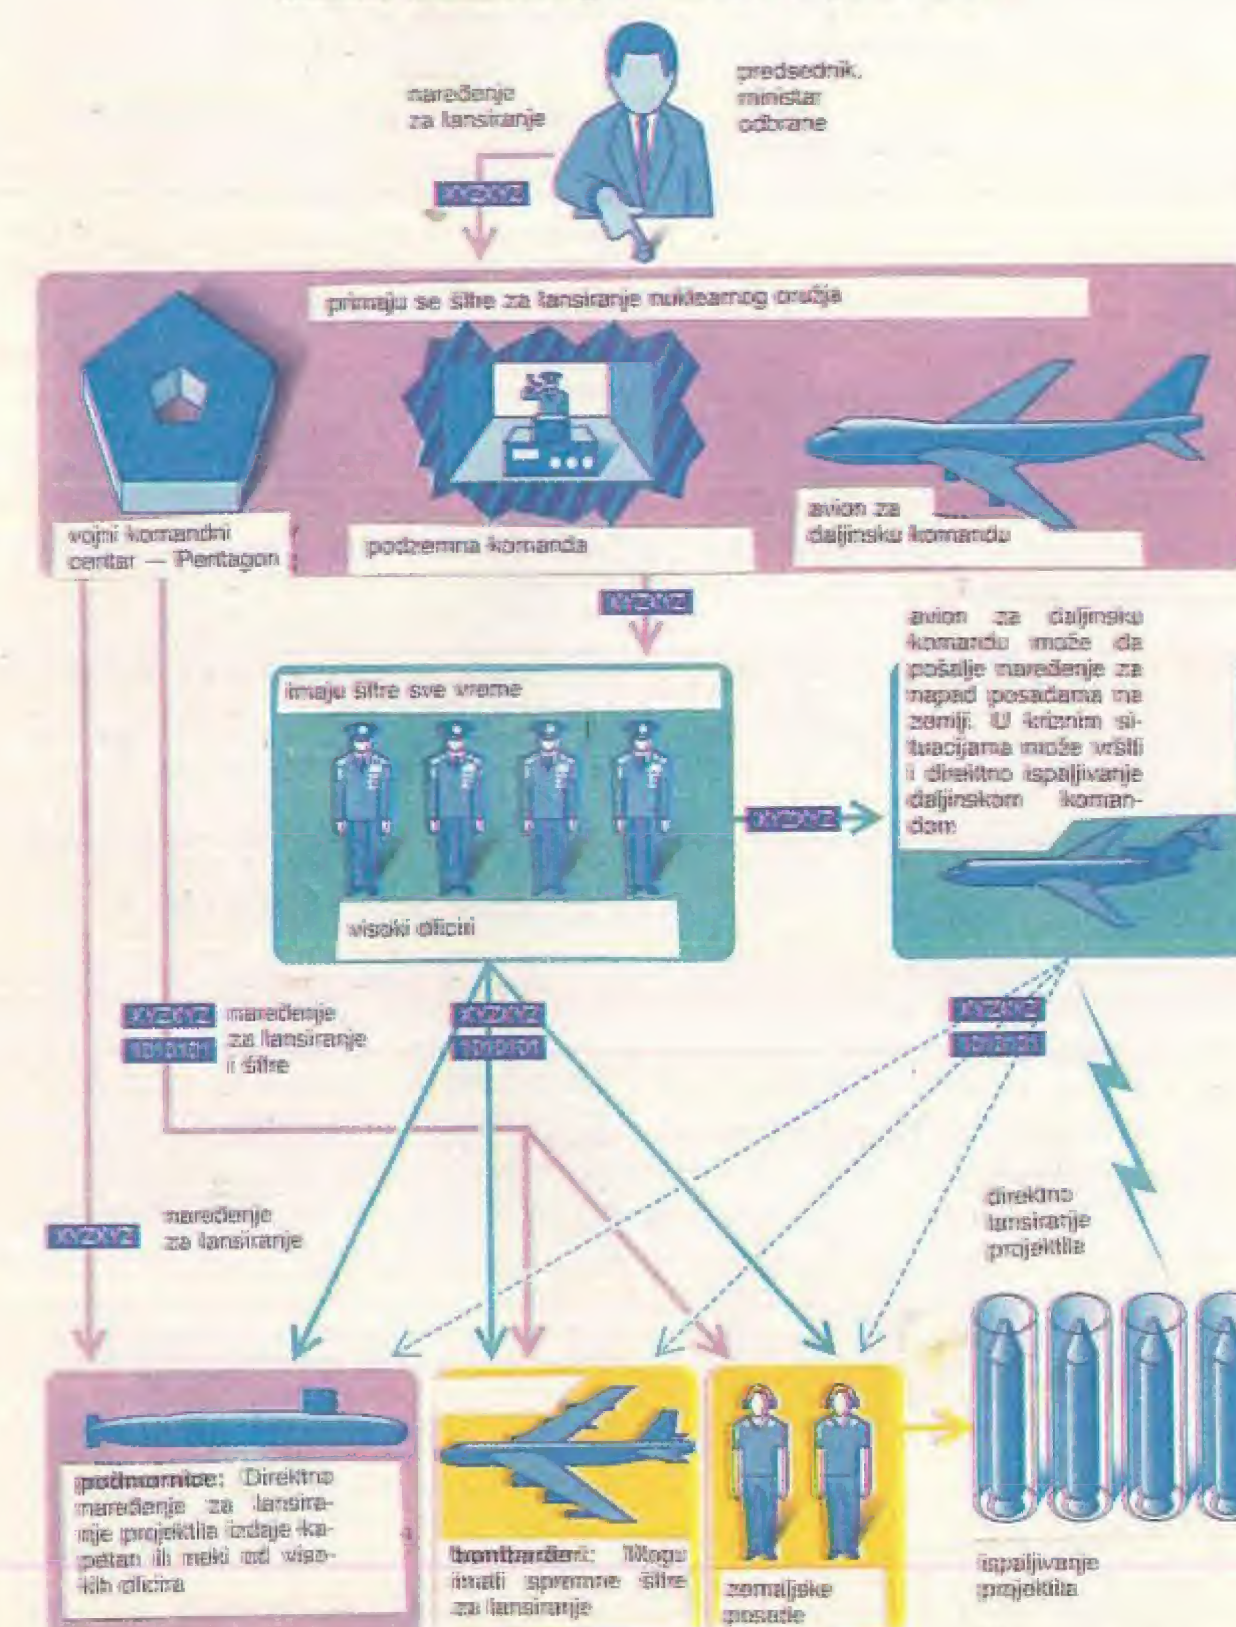 naređenje
za lansiranje
predsednik,
ministar
odbrane
XYZXYZ
primaju se šifre za lansiranje nuklearnog oružja
vojni komandni
centar — Pentagon
podzemna komanda
avion za
daljinsku komandu
XYZXYZ
imaju šifre sve vreme
visoki oficiri
XYZXYZ
avion za daljinsku
komandu može da
pošalje naređenje za
napad posadama na
zemlji. U kriznim si-
tuacijama može vršiti
i direktno ispaljivanje
daljinskom koman-
dom
XYZXYZ
1010101
naređenje
za lansiranje
i šifre
XYZXYZ
1010101
XYZXYZ
1010101
XYZXYZ
naređenje
za lansiranje
direktno
lansiranje
projektila
podmornice: Direktno
naređenje za lansira-
nje projektila izdaje ka-
petan ili neki od viso-
kih oficira
bombarderi: Mogu
imati spremne šifre
za lansiranje
zemaljske
posade
ispaljivanje
projektila